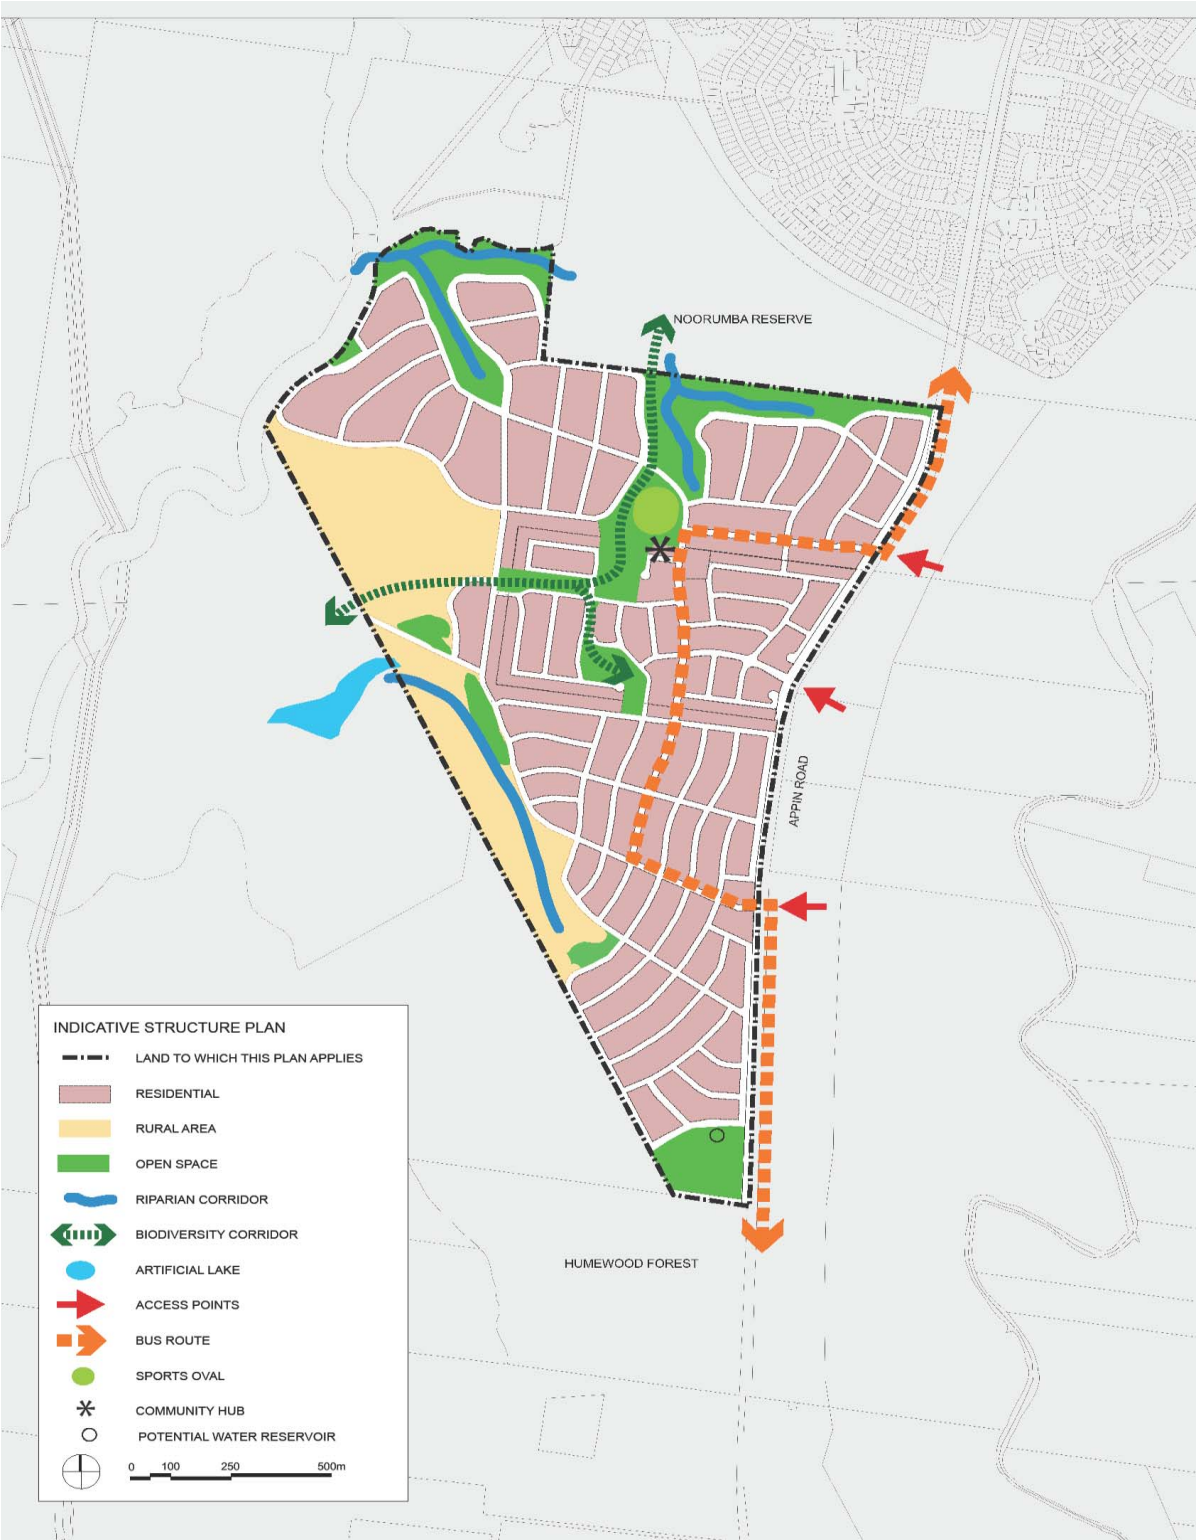 NOORUMBA RESERVE
APPIN ROAD
HUMEWOOD FOREST
INDICATIVE STRUCTURE PLAN
LAND TO WHICH THIS PLAN APPLIES
RESIDENTIAL
RURAL AREA
OPEN SPACE
RIPARIAN CORRIDOR
BIODIVERSITY CORRIDOR
ARTIFICIAL LAKE
ACCESS POINTS
BUS ROUTE
SPORTS OVAL
COMMUNITY HUB
POTENTIAL WATER RESERVOIR
0 100 250 500m